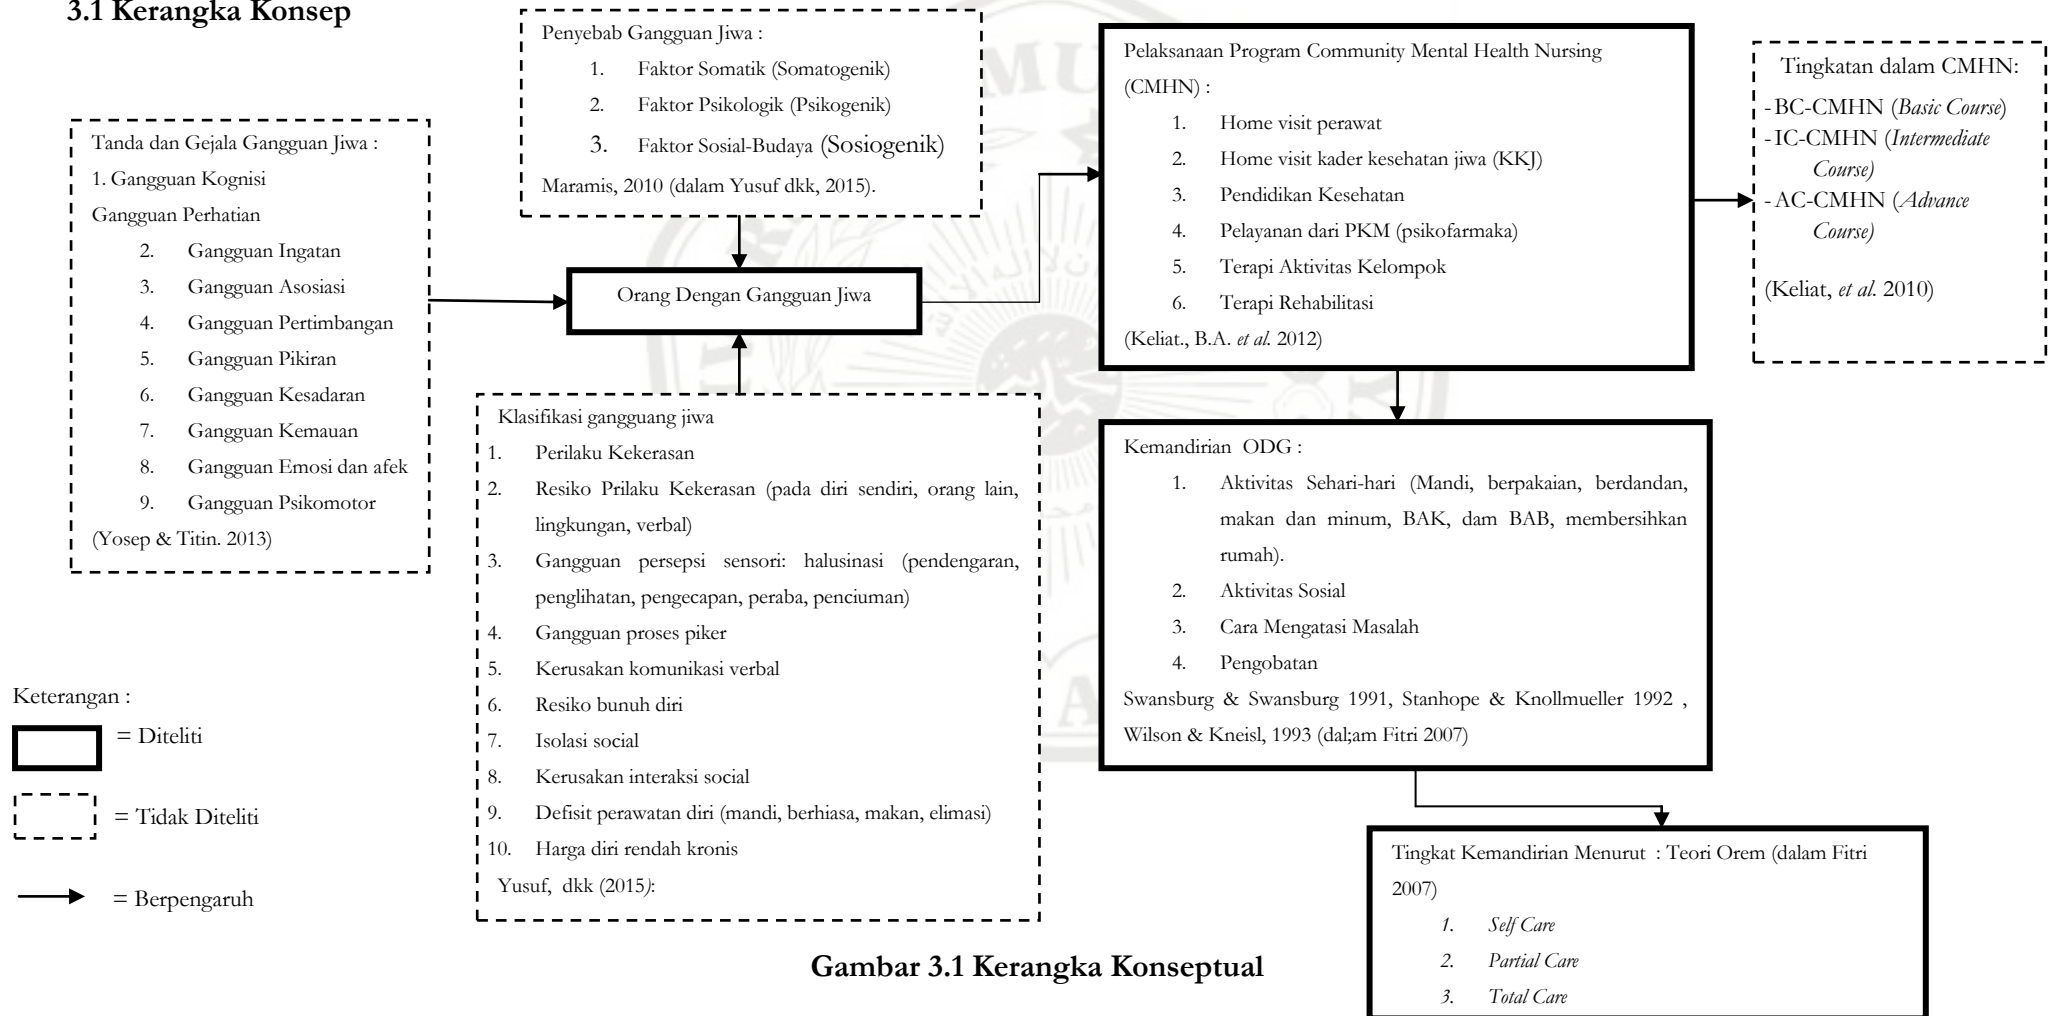 3.1 Kerangka Konsep
Tanda dan Gejala Gangguan Jiwa :
1. Gangguan Kognisi
Gangguan Perhatian
2. Gangguan Ingatan
3. Gangguan Asosiasi
4. Gangguan Pertimbangan
5. Gangguan Pikiran
6. Gangguan Kesadaran
7. Gangguan Kemauan
8. Gangguan Emosi dan afek
9. Gangguan Psikomotor
(Yosep & Titin. 2013)
Penyebab Gangguan Jiwa :
1. Faktor Somatik (Somatogenik)
2. Faktor Psikologik (Psikogenik)
3. Faktor Sosial-Budaya (Sosiogenik)
Maramis, 2010 (dalam Yusuf dkk, 2015).
Orang Dengan Gangguan Jiwa
Klasifikasi gangguang jiwa
1. Perilaku Kekerasan
2. Resiko Prilaku Kekerasan (pada diri sendiri, orang lain,
lingkungan, verbal)
3. Gangguan persepsi sensori: halusinasi (pendengaran,
penglihatan, pengecapan, peraba, penciuman)
4. Gangguan proses piker
5. Kerusakan komunikasi verbal
6. Resiko bunuh diri
7. Isolasi social
8. Kerusakan interaksi social
9. Defisit perawatan diri (mandi, berhiasa, makan, elimasi)
10. Harga diri rendah kronis
Yusuf, dkk (2015):
Pelaksanaan Program Community Mental Health Nursing
(CMHN) :
1. Home visit perawat
2. Home visit kader kesehatan jiwa (KKJ)
3. Pendidikan Kesehatan
4. Pelayanan dari PKM (psikofarmaka)
5. Terapi Aktivitas Kelompok
6. Terapi Rehabilitasi
(Keliat., B.A. et al. 2012)
Tingkatan dalam CMHN:
- BC-CMHN (Basic Course)
- IC-CMHN (Intermediate
Course)
- AC-CMHN (Advance
Course)
(Keliat, et al. 2010)
Kemandirian ODG :
1. Aktivitas Sehari-hari (Mandi, berpakaian, berdandan,
makan dan minum, BAK, dam BAB, membersihkan
rumah).
2. Aktivitas Sosial
3. Cara Mengatasi Masalah
4. Pengobatan
Swansburg & Swansburg 1991, Stanhope & Knollmueller 1992 ,
Wilson & Kneisl, 1993 (dal;am Fitri 2007)
Tingkat Kemandirian Menurut : Teori Orem (dalam Fitri
2007)
1. Self Care
2. Partial Care
3. Total Care
Keterangan :
= Diteliti
= Tidak Diteliti
= Berpengaruh
Gambar 3.1 Kerangka Konseptual